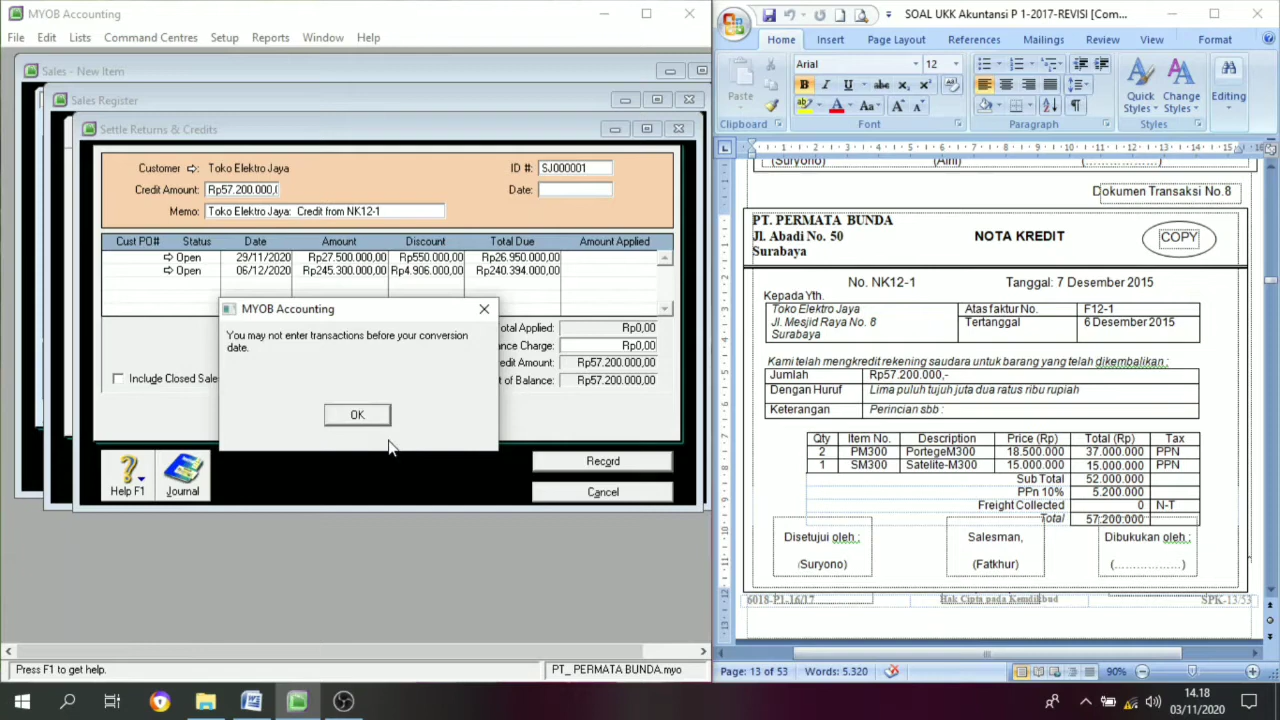 MYOB Accounting
File Edit Lists Command Centres Setup Reports Window Help
Sales - New Item
Sales Register
Settle Returns & Credits
Customer Toko Elektro Jaya ID #: SJ000001
Credit Amount: Rp57.200.000,( Date:
Memo: Toko Elektro Jaya: Credit from NK12-1
Cust PO# Status Date Amount Discount Total Due Amount Applied
Open 29/11/2020 Rp27.500.000,00 Rp550.000,00 Rp26.950.000,00
Open 06/12/2020 Rp245.300.000,00 Rp4.906.000,00 Rp240.394.000,00
MYOB Accounting
You may not enter transactions before your conversion
date.
OK
otal Applied: Rp0,00
ance Charge: Rp0,00
edit Amount: Rp57.200.000,00
t of Balance: Rp57.200.000,00
Include Closed Sale
Help F1 Journal
Record
Cancel
Press F1 to get help. PT_ PERMATA BUNDA.myo
SOAL UKK Akuntansi P 1-2017-REVISI [Com...
Home Insert Page Layout References Mailings Review View Format
Paste
Arial 12
B I U abc x₂ x²
Aa A A
Quick Styles Change Styles Editing
Clipboard Font Paragraph Styles
(Suryono) (Aini) (........................)
Dokumen Transaksi No.8
PT. PERMATA BUNDA
Jl. Abadi No. 50
Surabaya
NOTA KREDIT
COPY
No. NK12-1 Tanggal: 7 Desember 2015
Kepada Yth.
Toko Elektro Jaya
Jl. Mesjid Raya No. 8
Surabaya
Atas faktur No. F12-1
Tertanggal 6 Desember 2015
Kami telah mengkredit rekening saudara untuk barang yang telah dikembalikan :
Jumlah Rp57.200.000,-
Dengan Huruf Lima puluh tujuh juta dua ratus ribu rupiah
Keterangan Perincian sbb :
Qty Item No. Description Price (Rp) Total (Rp) Tax
2 PM300 PortegeM300 18.500.000 37.000.000 PPN
1 SM300 Satelite-M300 15.000.000 15.000.000 PPN
Sub Total 52.000.000
PPn 10% 5.200.000
Freight Collected 0 N-T
Total 57.200.000
Disetujui oleh : Salesman, Dibukukan oleh :
(Suryono) (Fatkhur) (..................)
6018-P1-16/17 Hak Cipta pada Kemdikbud SPK-13/53
Page: 13 of 53 Words: 5.320 90%
14.18
03/11/2020